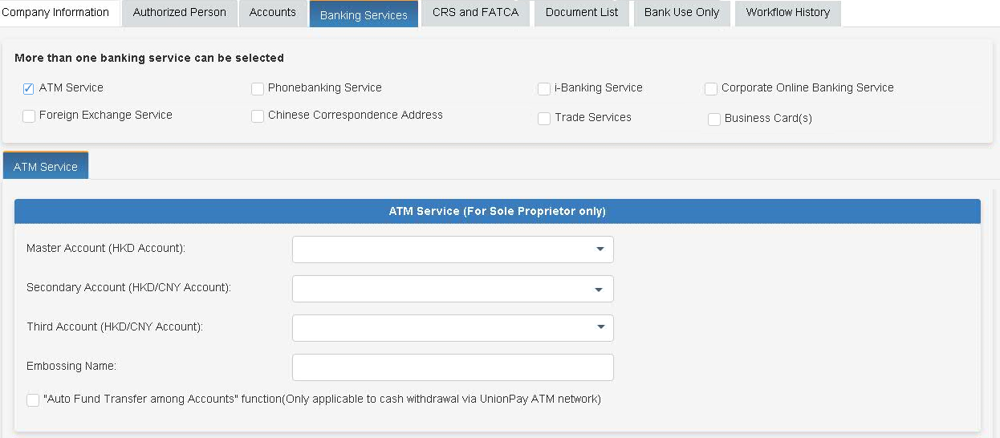 Company Information Authorized Person Accounts Banking Services CRS and FATCA Document List Bank Use Only Workflow History
More than one banking service can be selected
ATM Service Phonebanking Service i-Banking Service Corporate Online Banking Service
Foreign Exchange Service Chinese Correspondence Address Trade Services Business Card(s)
ATM Service
ATM Service (For Sole Proprietor only)
Master Account (HKD Account):
Secondary Account (HKD/CNY Account):
Third Account (HKD/CNY Account):
Embossing Name:
"Auto Fund Transfer among Accounts" function(Only applicable to cash withdrawal via UnionPay ATM network)